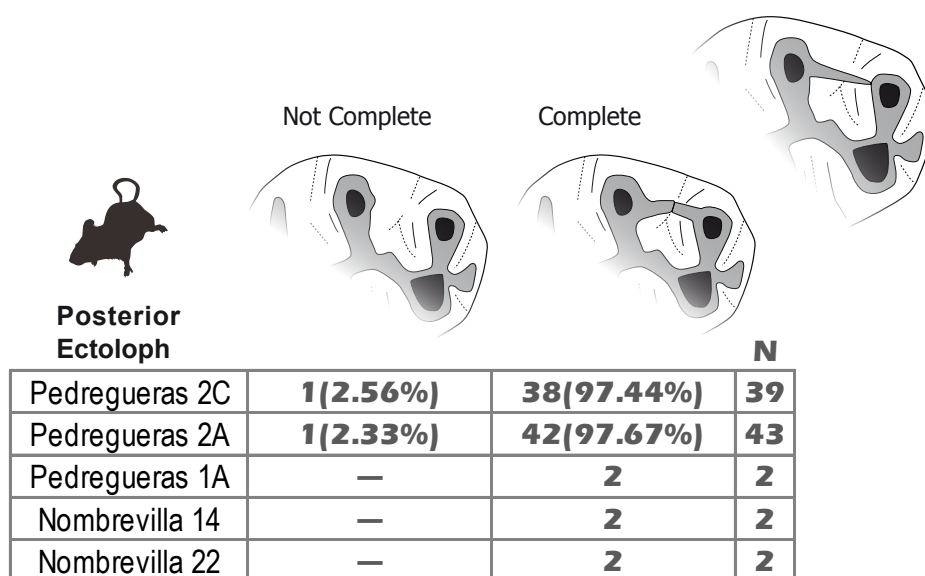 Not Complete Complete
Posterior
Ectoloph
N
Pedregueras 2C 1(2.56%) 38(97.44%) 39
Pedregueras 2A 1(2.33%) 42(97.67%) 43
Pedregueras 1A — 2 2
Nombrevilla 14 — 2 2
Nombrevilla 22 — 2 2